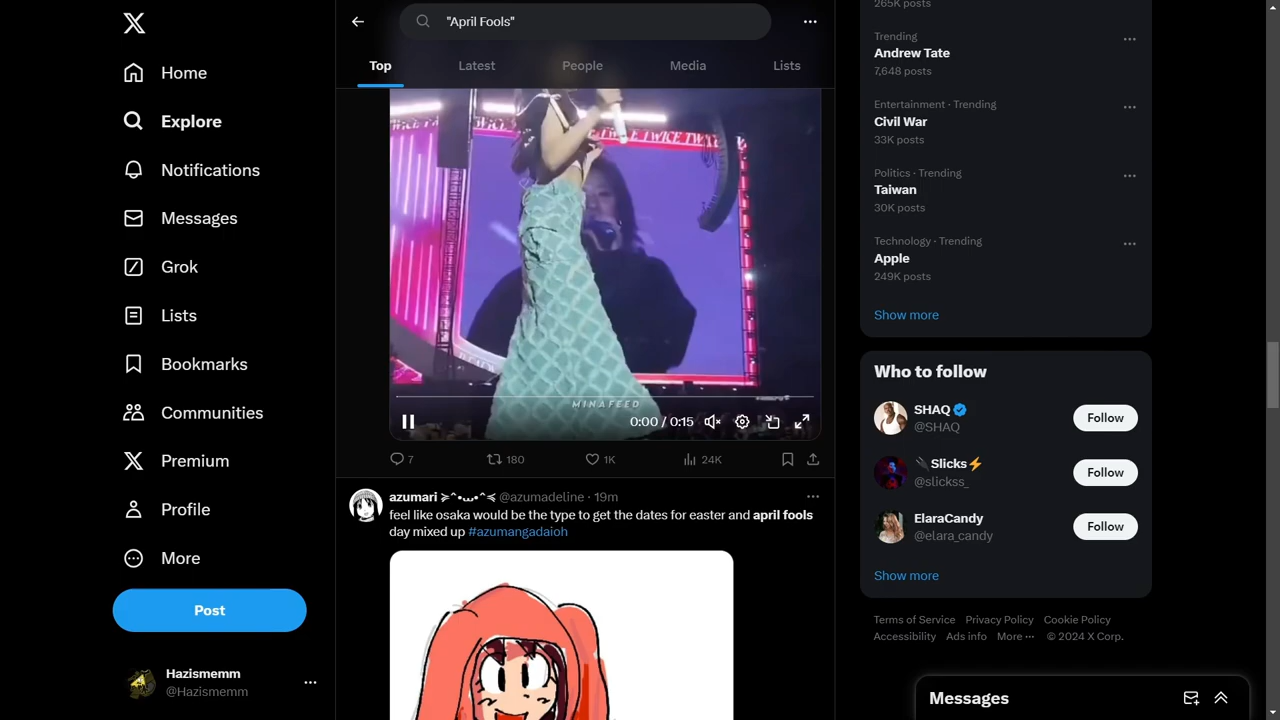 Home
Explore
Notifications
Messages
Grok
Lists
Bookmarks
Communities
Premium
Profile
More
Post
Hazismemm
@Hazismemm
"April Fools"
Top Latest People Media Lists
TWICE TWICE TWICE
MINAFEED
0:00 / 0:15
7 180 1K 24K
azumari ⪰^•⩊•^⪯ @azumadeline · 19m
feel like osaka would be the type to get the dates for easter and april fools
day mixed up #azumangadaioh
265K posts
Trending
Andrew Tate
7,648 posts
Entertainment · Trending
Civil War
33K posts
Politics · Trending
Taiwan
30K posts
Technology · Trending
Apple
249K posts
Show more
Who to follow
SHAQ
@SHAQ
Follow
🔌Slicks⚡
@slickss_
Follow
ElaraCandy
@elara_candy
Follow
Show more
Terms of Service Privacy Policy Cookie Policy
Accessibility Ads info More ··· © 2024 X Corp.
Messages